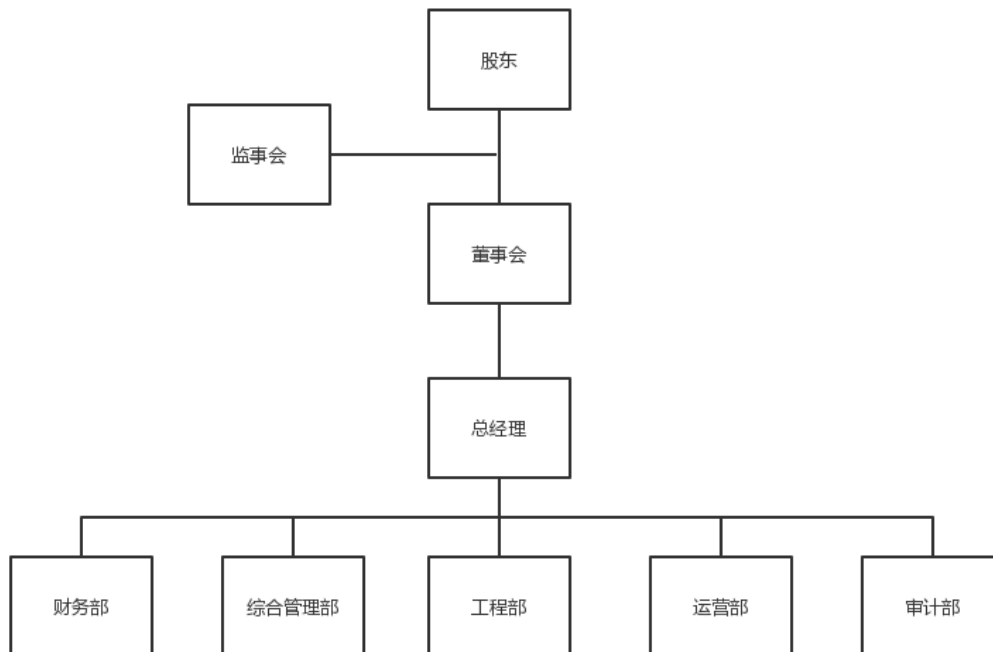 股东
监事会
董事会
总经理
财务部
综合管理部
工程部
运营部
审计部